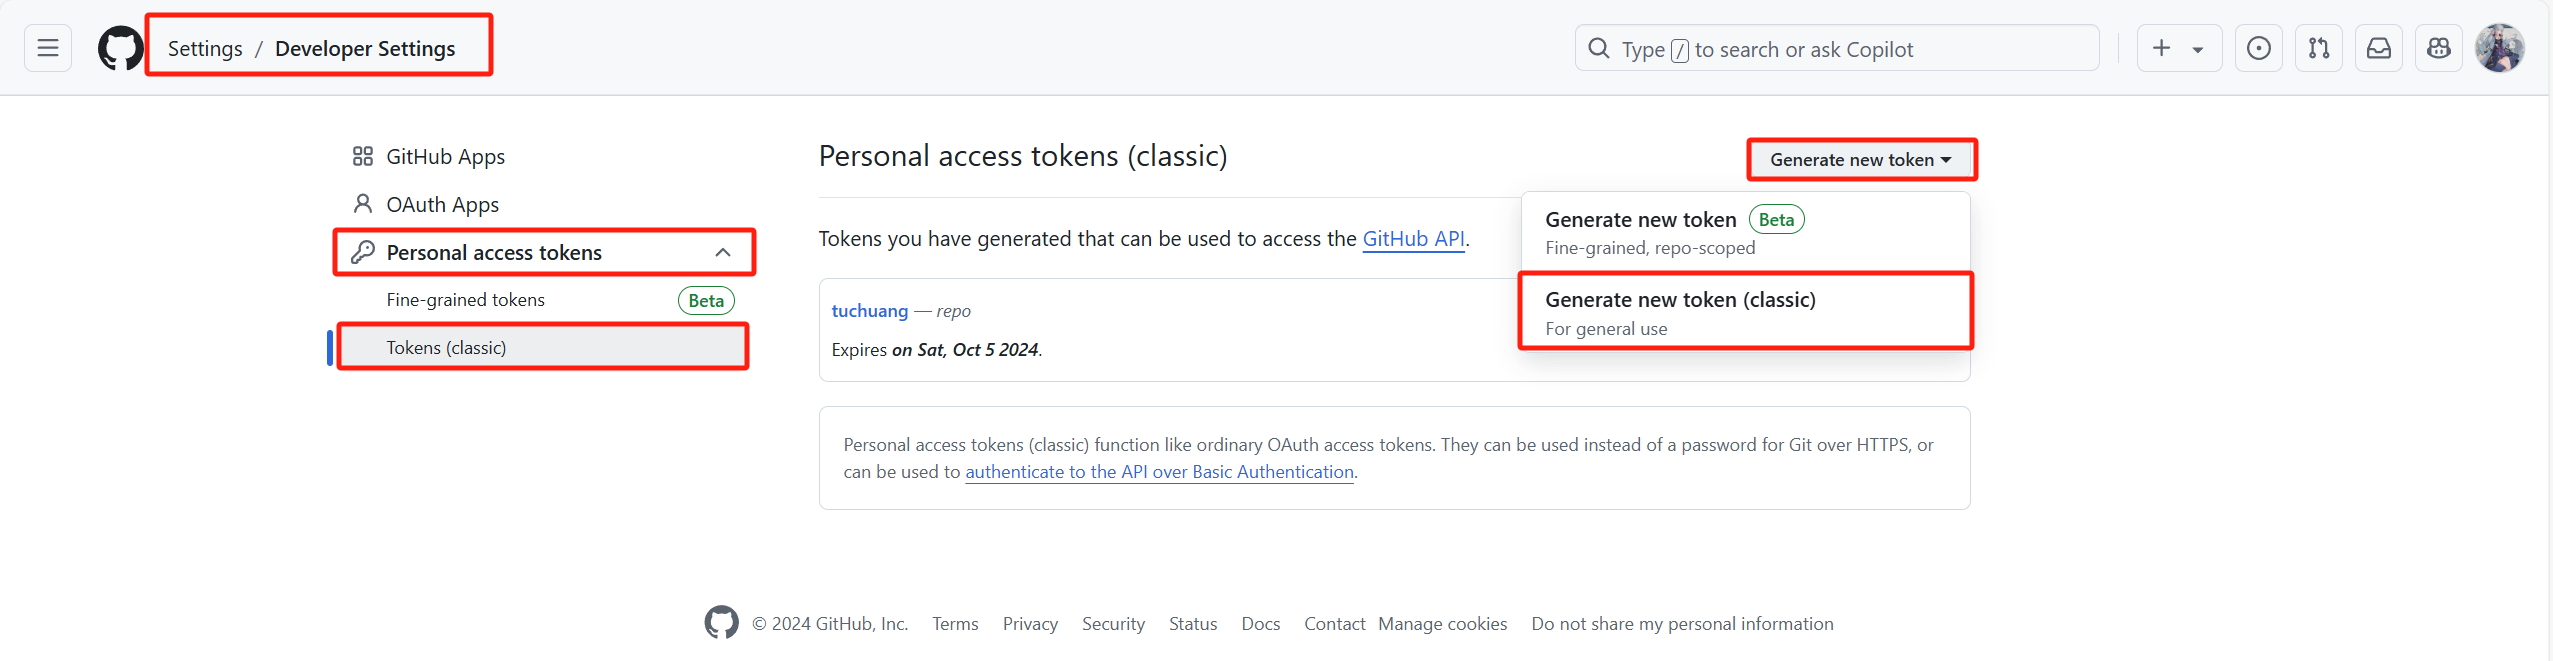 Settings / Developer Settings
Type / to search or ask Copilot
GitHub Apps
OAuth Apps
Personal access tokens
Fine-grained tokens Beta
Tokens (classic)
Personal access tokens (classic)
Generate new token
Generate new token Beta
Fine-grained, repo-scoped
Generate new token (classic)
For general use
Tokens you have generated that can be used to access the GitHub API.
tuchuang — repo
Expires on Sat, Oct 5 2024.
Personal access tokens (classic) function like ordinary OAuth access tokens. They can be used instead of a password for Git over HTTPS, or
can be used to authenticate to the API over Basic Authentication.
© 2024 GitHub, Inc. Terms Privacy Security Status Docs Contact Manage cookies Do not share my personal information